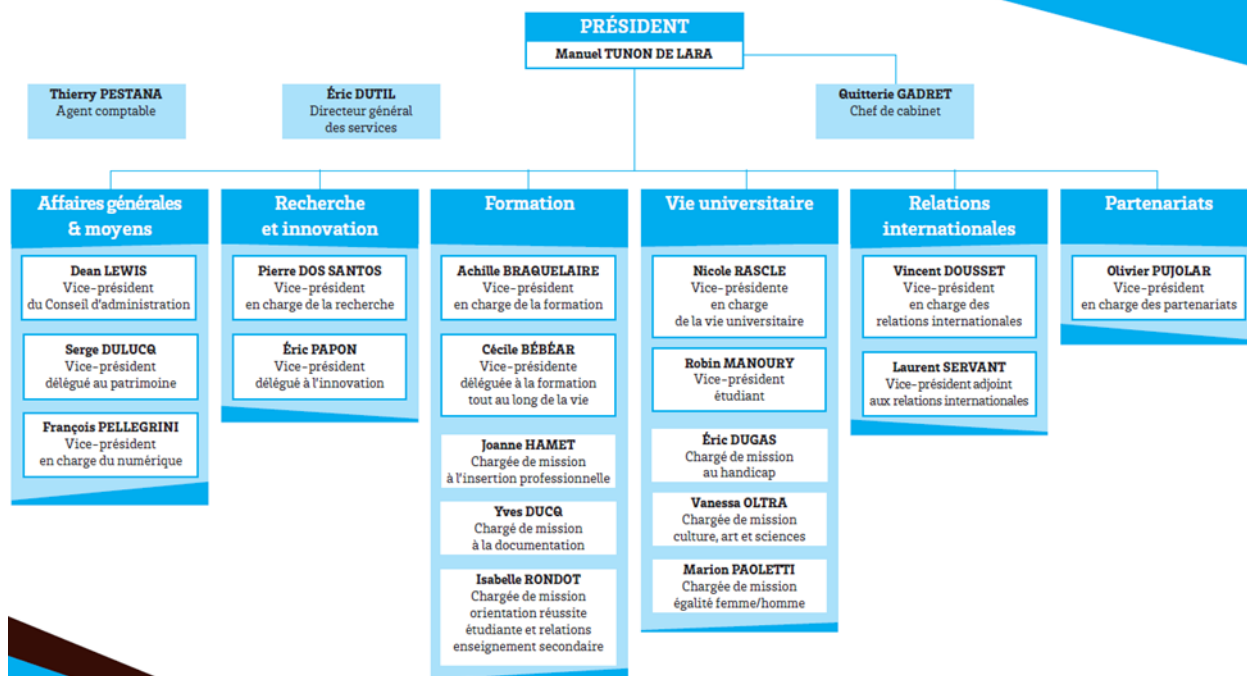 PRÉSIDENT
Manuel TUNON DE LARA
Thierry PESTANA
Agent comptable
Éric DUTIL
Directeur général
des services
Quitterie GADRET
Chef de cabinet
Affaires générales
& moyens
Dean LEWIS
Vice-président
du Conseil d'administration
Serge DULUCQ
Vice-président
délégué au patrimoine
François PELLEGRINI
Vice-président
en charge du numérique
Recherche
et innovation
Pierre DOS SANTOS
Vice-président
en charge de la recherche
Éric PAPON
Vice-président
délégué à l'innovation
Formation
Achille BRAQUELAIRE
Vice-président
en charge de la formation
Cécile BÉBÉAR
Vice-présidente
déléguée à la formation
tout au long de la vie
Joanne HAMET
Chargée de mission
à l'insertion professionnelle
Yves DUCQ
Chargé de mission
à la documentation
Isabelle RONDOT
Chargée de mission
orientation réussite
étudiante et relations
enseignement secondaire
Vie universitaire
Nicole RASCLE
Vice-présidente
en charge
de la vie universitaire
Robin MANOURY
Vice-président
étudiant
Éric DUGAS
Chargé de mission
au handicap
Vanessa OLTRA
Chargée de mission
culture, art et sciences
Marion PAOLETTI
Chargée de mission
égalité femme/homme
Relations
internationales
Vincent DOUSSET
Vice-président
en charge des
relations internationales
Laurent SERVANT
Vice-président adjoint
aux relations internationales
Partenariats
Olivier PUJOLAR
Vice-président
en charge des partenariats